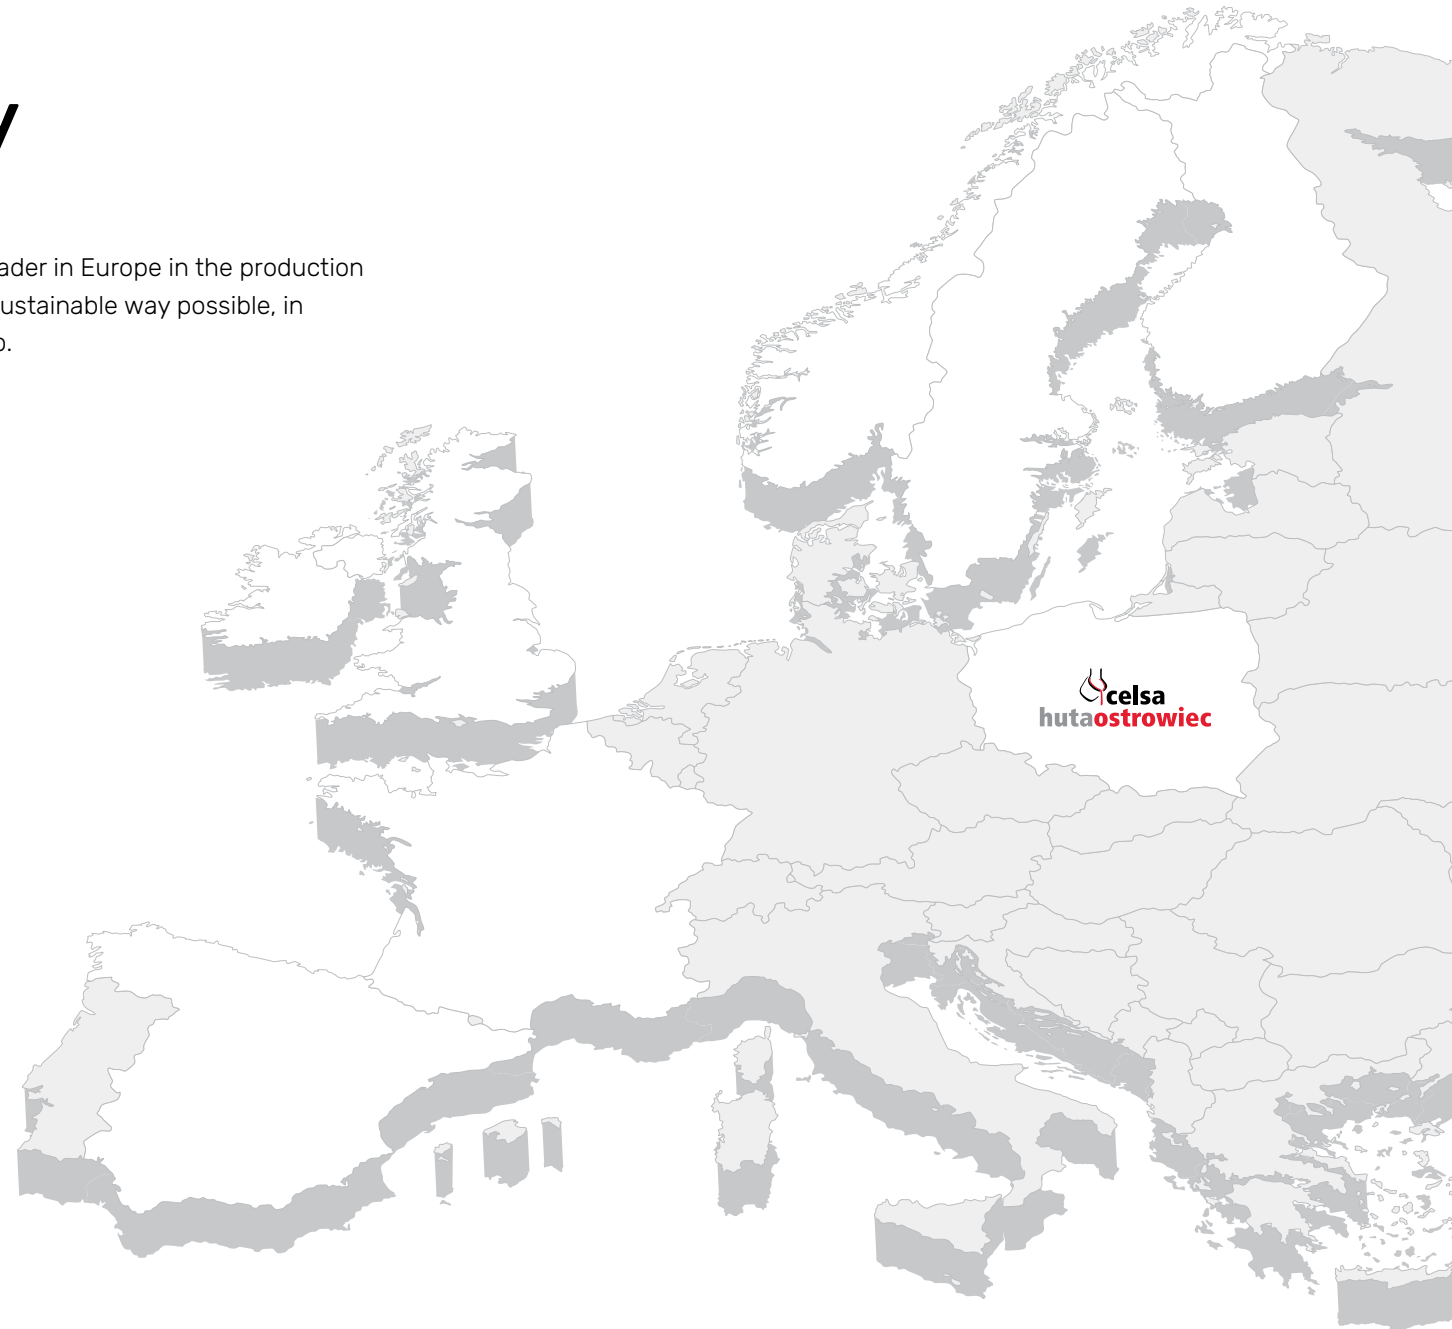 y
ader in Europe in the production
ustainable way possible, in
o.
celsa
hutaostrowiec